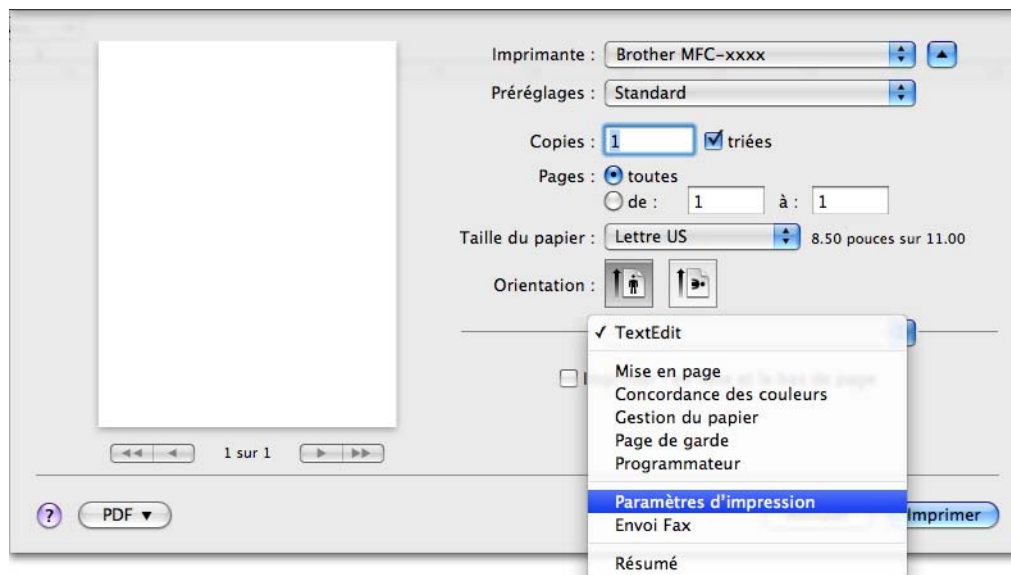 Imprimante : Brother MFC-xxxx
Préréglages : Standard
Copies : 1 triées
Pages : toutes
de : 1 à : 1
Taille du papier : Lettre US 8.50 pouces sur 11.00
Orientation :
✓ TextEdit
Mise en page
Concordance des couleurs
Gestion du papier
Page de garde
Programmateur
Paramètres d'impression
Envoi Fax
Résumé
1 sur 1
? PDF ▼ Imprimer